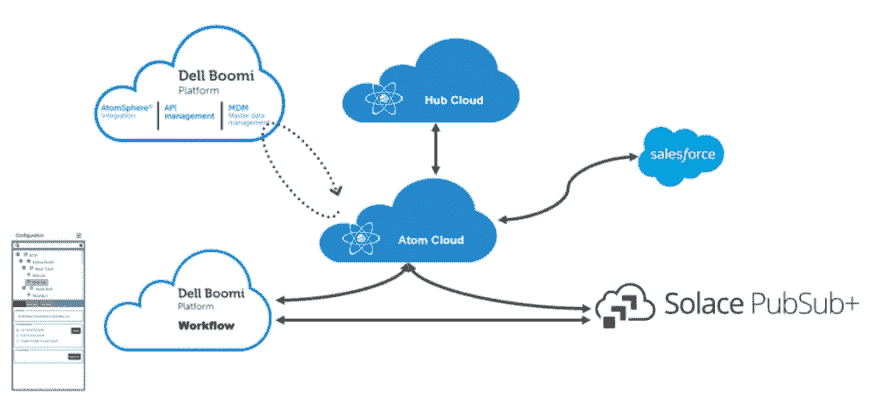 Dell Boomi
Platform
AtomSphere®
Integration
API
management
MDM
Master data
management
Hub Cloud
salesforce
Atom Cloud
Configuration
Dell Boomi
Platform
Workflow
Solace PubSub+